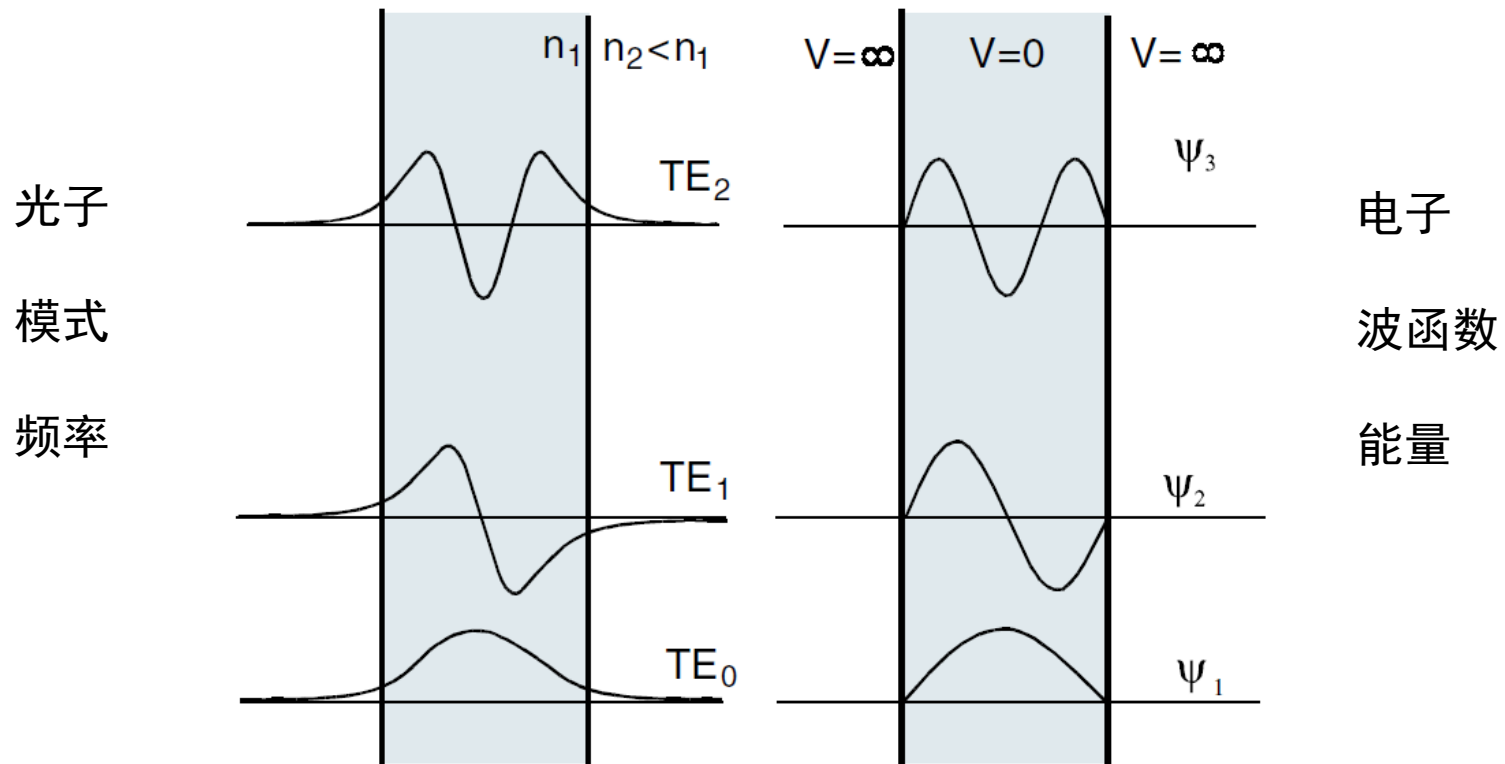 n₁ n₂<n₁
V=∞ V=0 V=∞
TE₂
ψ₃
光子
模式
频率
电子
波函数
能量
TE₁
ψ₂
TE₀
ψ₁